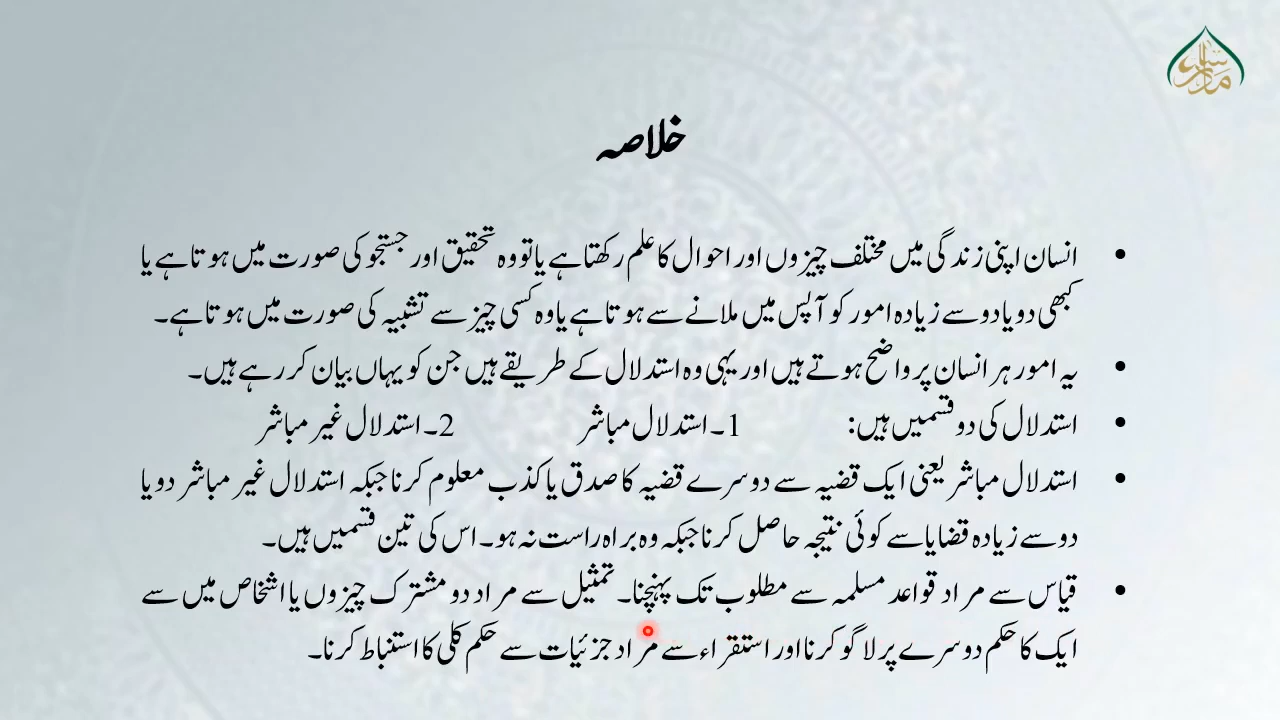 خلاصہ
• انسان اپنی زندگی میں مختلف چیزوں اور احوال کا علم رکھتا ہے یا تو وہ تحقیق اور جستجو کی صورت میں ہوتا ہے یا
کبھی دو یا دو سے زیادہ امور کو آپس میں ملانے سے ہوتا ہے یا وہ کسی چیز سے تشبیہ کی صورت میں ہوتا ہے۔
• یہ امور ہر انسان پر واضح ہوتے ہیں اور یہی وہ استدلال کے طریقے ہیں جن کو یہاں بیان کر رہے ہیں۔
• استدلال کی دو قسمیں ہیں: 1۔استدلال مباشر 2۔استدلال غیر مباشر
• استدلال مباشر یعنی ایک قضیہ سے دوسرے قضیہ کا صدق یا کذب معلوم کرنا جبکہ استدلال غیر مباشر دو یا
دو سے زیادہ قضایا سے کوئی نتیجہ حاصل کرنا جبکہ وہ براہ راست نہ ہو۔ اس کی تین قسمیں ہیں۔
• قیاس سے مراد قواعد مسلمہ سے مطلوب تک پہنچنا۔ تمثیل سے مراد دو مشترک چیزوں یا اشخاص میں سے
ایک کا حکم دوسرے پر لاگو کرنا اور استقراء سے مراد جزئیات سے حکم کلی کا استنباط کرنا۔